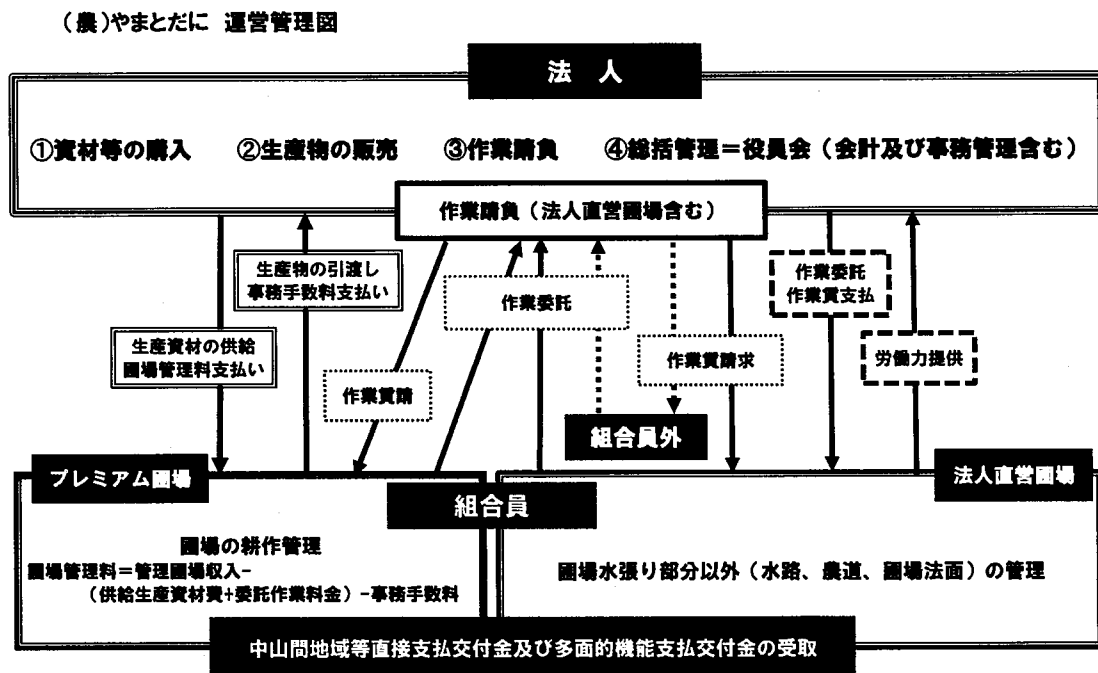 （農）やまとだに 運営管理図
法 人
①資材等の購入 ②生産物の販売 ③作業請負 ④総括管理＝役員会（会計及び事務管理含む）
作業請負（法人直営圃場含む）
生産物の引渡し
事務手数料支払い
作業委託
作業委託
作業賃支払
生産資材の供給
圃場管理料支払い
作業賃請
作業賃請求
労働力提供
組合員外
プレミアム圃場
組合員
法人直営圃場
圃場の耕作管理
圃場管理料＝管理圃場収入－
（供給生産資材費+委託作業料金）－事務手数料
圃場水張り部分以外（水路、農道、圃場法面）の管理
中山間地域等直接支払交付金及び多面的機能支払交付金の受取